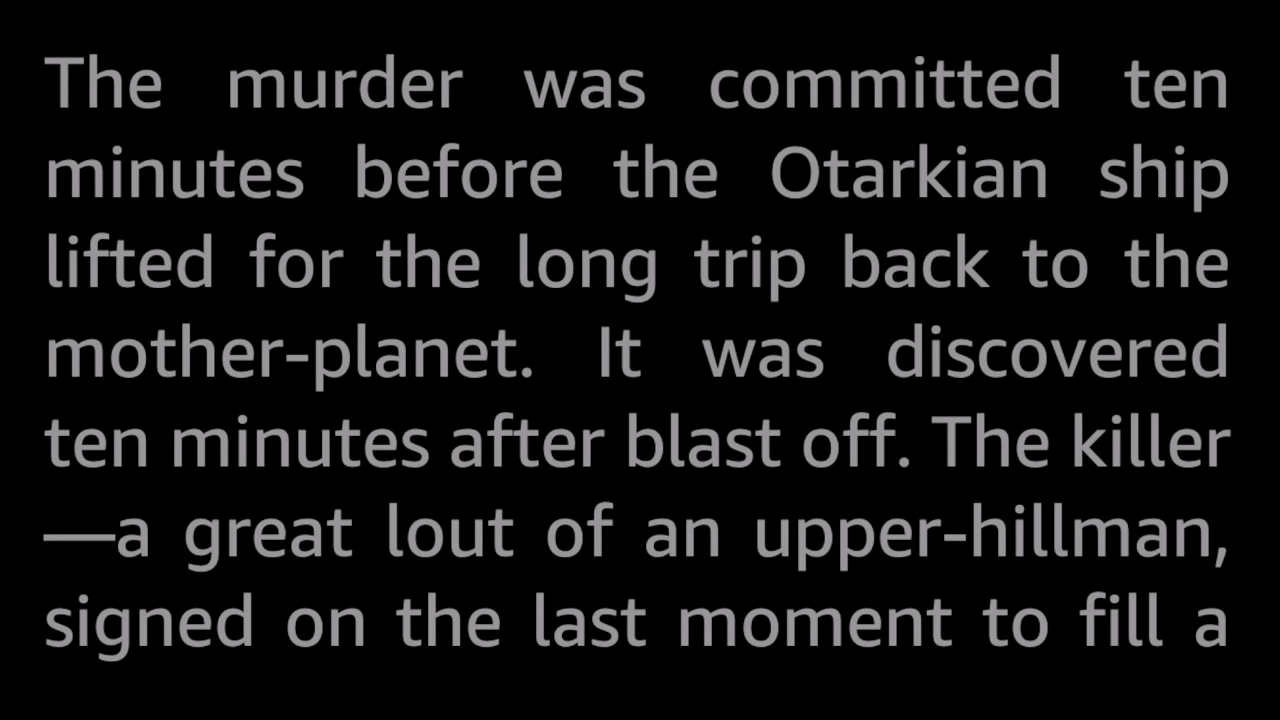 The murder was committed ten
minutes before the Otarkian ship
lifted for the long trip back to the
mother-planet. It was discovered
ten minutes after blast off. The killer
—a great lout of an upper-hillman,
signed on the last moment to fill a